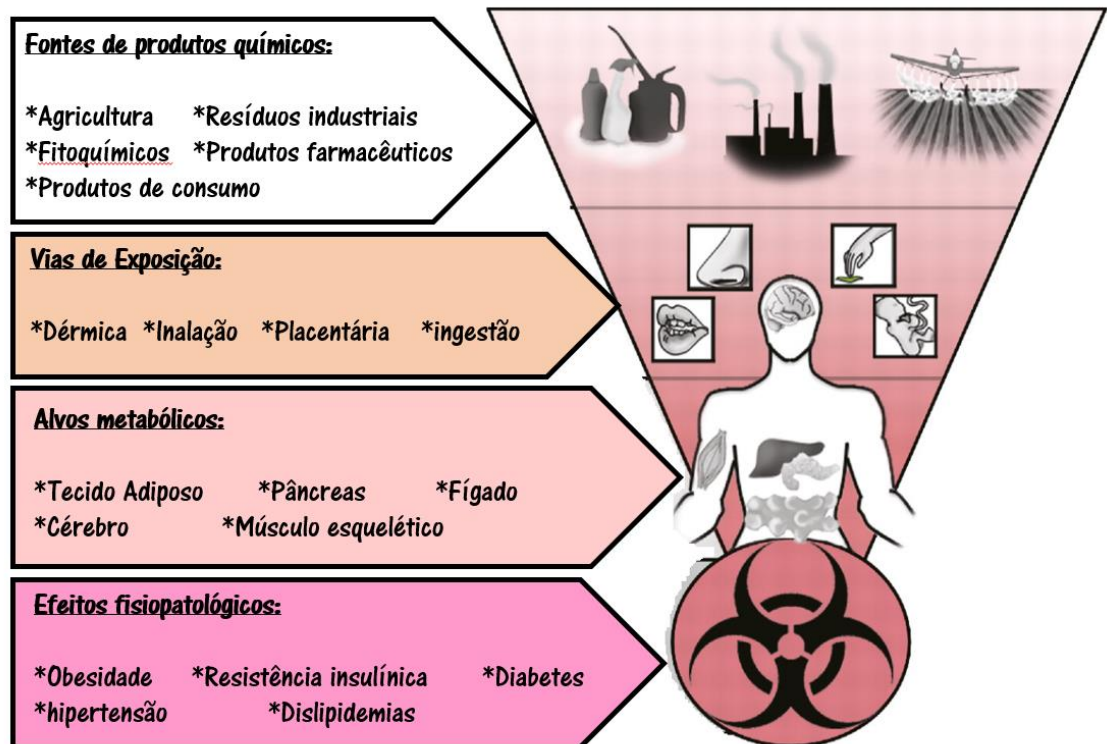 Fontes de produtos químicos:
*Agricultura *Resíduos industriais
*Fitoquímicos *Produtos farmacêuticos
*Produtos de consumo
Vias de Exposição:
*Dérmica *Inalação *Placentária *ingestão
Alvos metabólicos:
*Tecido Adiposo *Pâncreas *Fígado
*Cérebro *Músculo esquelético
Efeitos fisiopatológicos:
*Obesidade *Resistência insulínica *Diabetes
*hipertensão *Dislipidemias